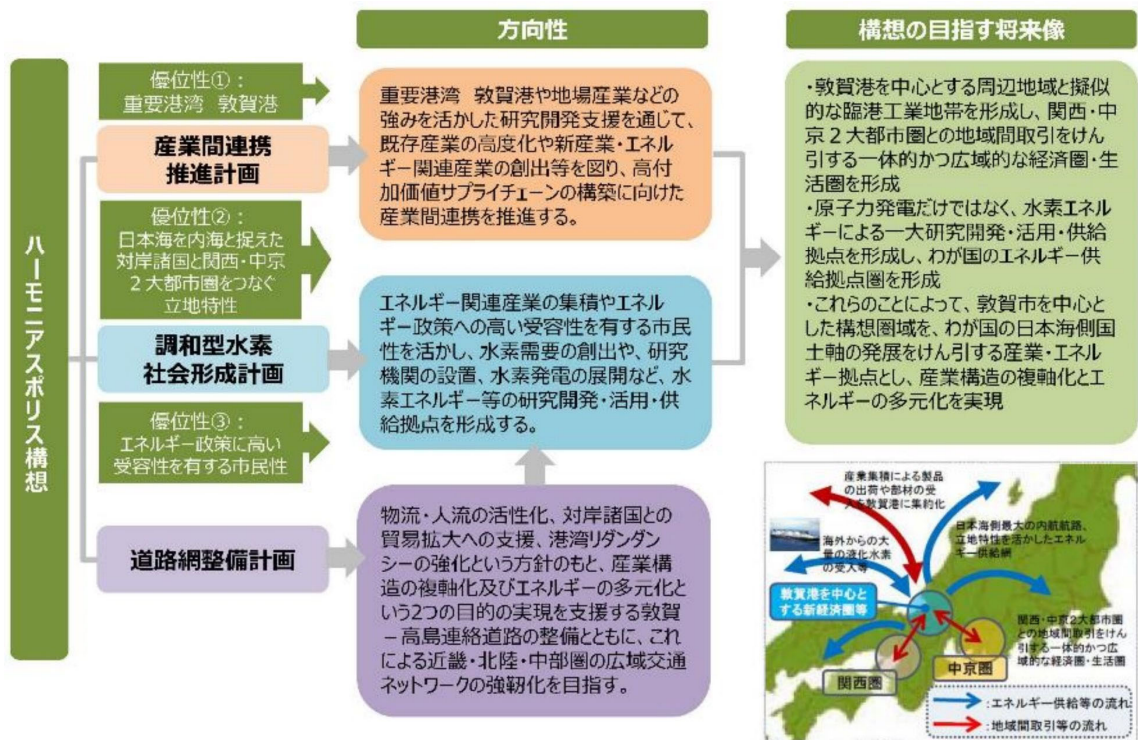 方向性
構想の目指す将来像
ハーモニアスポリス構想
優位性①：
重要港湾 敦賀港
産業間連携
推進計画
優位性②：
日本海を内海と捉えた
対岸諸国と関西・中京
２大都市圏をつなぐ
立地特性
調和型水素
社会形成計画
優位性③：
エネルギー政策に高い
受容性を有する市民性
道路網整備計画
重要港湾 敦賀港や地場産業などの
強みを活かした研究開発支援を通じて、
既存産業の高度化や新産業・エネル
ギー関連産業の創出等を図り、高付
加価値サプライチェーンの構築に向けた
産業間連携を推進する。
エネルギー関連産業の集積やエネル
ギー政策への高い受容性を有する市民
性を活かし、水素需要の創出や、研究
機関の設置、水素発電の展開など、水
素エネルギー等の研究開発・活用・供
給拠点を形成する。
物流・人流の活性化、対岸諸国との
貿易拡大への支援、港湾リダンダン
シーの強化という方針のもと、産業構
造の複軸化及びエネルギーの多元化と
いう2つの目的の実現を支援する敦賀
－高島連絡道路の整備とともに、これ
による近畿・北陸・中部圏の広域交通
ネットワークの強靭化を目指す。
・敦賀港を中心とする周辺地域と擬似
的な臨港工業地帯を形成し、関西・中
京２大都市圏との地域間取引をけん
引する一体的かつ広域的な経済圏・生
活圏を形成
・原子力発電だけではなく、水素エネル
ギーによる一大研究開発・活用・供給
拠点を形成し、わが国のエネルギー供
給拠点圏を形成
・これらのことによって、敦賀市を中心と
した構想圏域を、わが国の日本海側国
土軸の発展をけん引する産業・エネル
ギー拠点とし、産業構造の複軸化とエ
ネルギーの多元化を実現
産業集積による製品
の出荷や部材の受
入を敦賀港に集約化
海外からの大
量の液化水素
の受入等
日本海側最大の内航航路、
立地特性を活かしたエネル
ギー供給網
敦賀港を中心と
する新経済圏等
関西・中京2大都市圏
との地域間取引をけん
引する一体的かつ広
域的な経済圏・生活圏
関西圏
中京圏
：エネルギー供給等の流れ
：地域間取引等の流れ